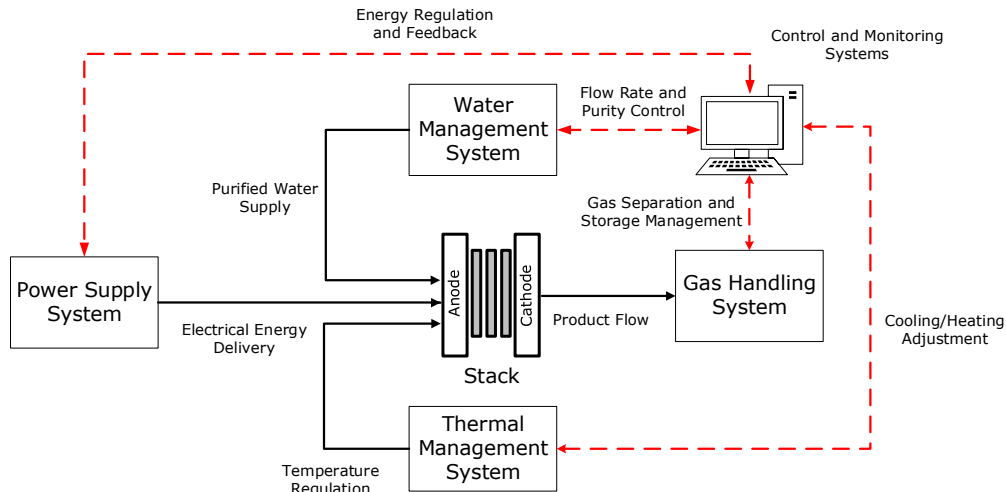 Energy Regulation
and Feedback
Control and Monitoring
Systems
Water
Management
System
Flow Rate and
Purity Control
Purified Water
Supply
Gas Separation and
Storage Management
Power Supply
System
Anode
Cathode
Gas Handling
System
Electrical Energy
Delivery
Product Flow
Cooling/Heating
Adjustment
Stack
Thermal
Management
System
Temperature
Regulation